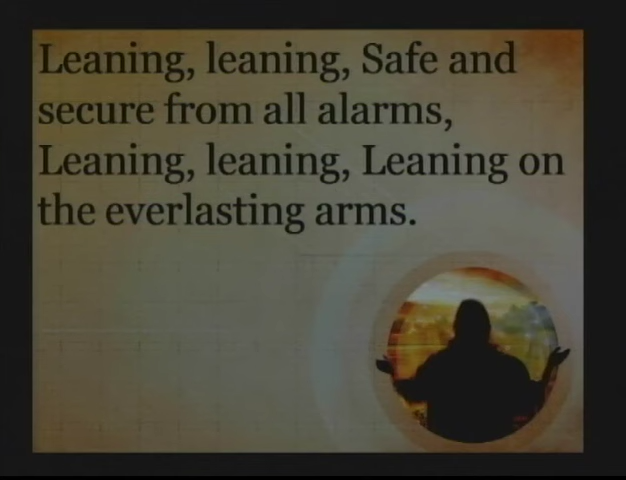 Leaning, leaning, Safe and
secure from all alarms,
Leaning, leaning, Leaning on
the everlasting arms.